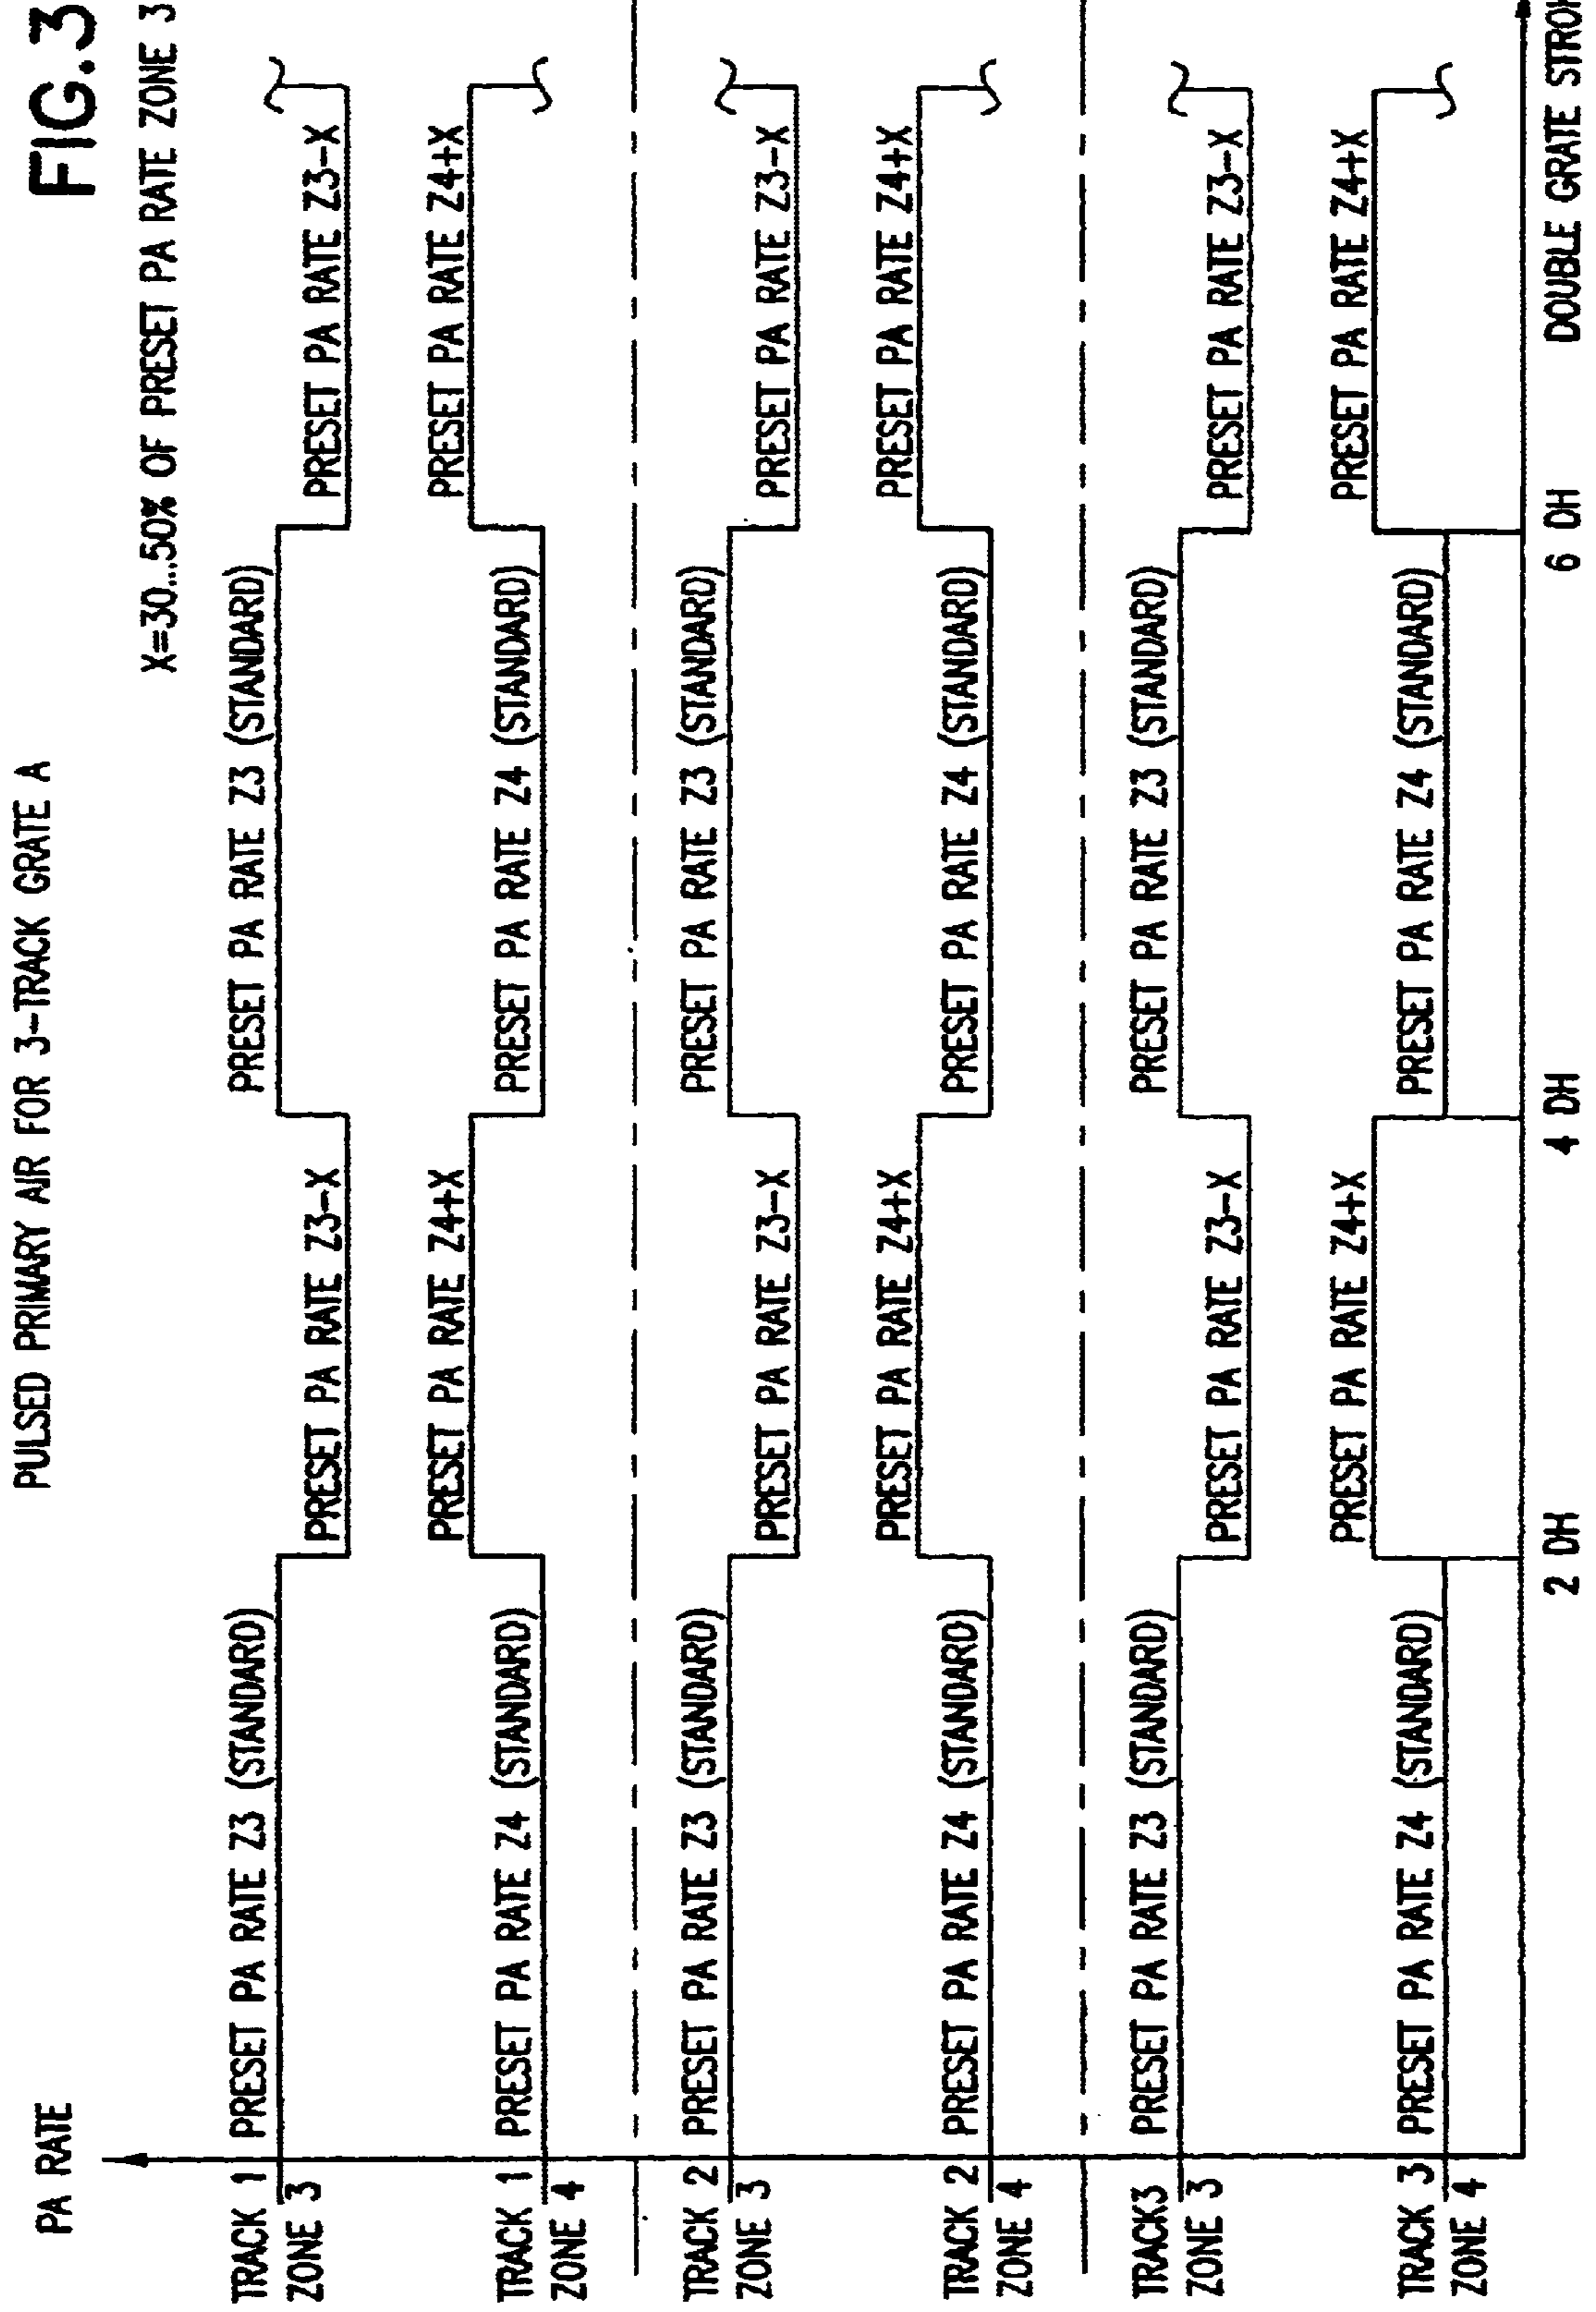 FIG.3
PULSED PRIMARY AIR FOR 3-TRACK GRATE A
PA RATE
X=30...50% OF PRESET PA RATE ZONE 3
TRACK 1
ZONE 3
PRESET PA RATE Z3 (STANDARD)
PRESET PA RATE Z3-X
PRESET PA RATE Z3 (STANDARD)
PRESET PA RATE Z3-X
TRACK 1
ZONE 4
PRESET PA RATE Z4 (STANDARD)
PRESET PA RATE Z4+X
PRESET PA RATE Z4 (STANDARD)
PRESET PA RATE Z4+X
TRACK 2
ZONE 3
PRESET PA RATE Z3 (STANDARD)
PRESET PA RATE Z3-X
PRESET PA RATE Z3 (STANDARD)
PRESET PA RATE Z3-X
TRACK 2
ZONE 4
PRESET PA RATE Z4 (STANDARD)
PRESET PA RATE Z4+X
PRESET PA RATE Z4 (STANDARD)
PRESET PA RATE Z4+X
TRACK3
ZONE 3
PRESET PA RATE Z3 (STANDARD)
PRESET PA RATE Z3-X
PRESET PA RATE Z3 (STANDARD)
PRESET PA RATE Z3-X
TRACK 3
ZONE 4
PRESET PA RATE Z4 (STANDARD)
PRESET PA RATE Z4+X
PRESET PA RATE Z4 (STANDARD)
PRESET PA RATE Z4+X
2 DH
4 DH
6 DH
DOUBLE GRATE